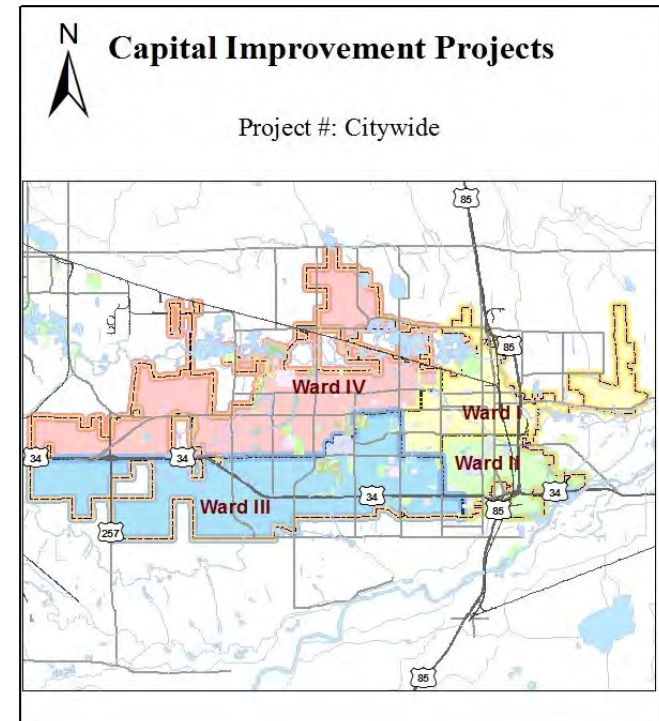 N
Capital Improvement Projects
Project #: Citywide
85
85
Ward IV
Ward I
34
34
Ward II
34
34
Ward III
85
257
85